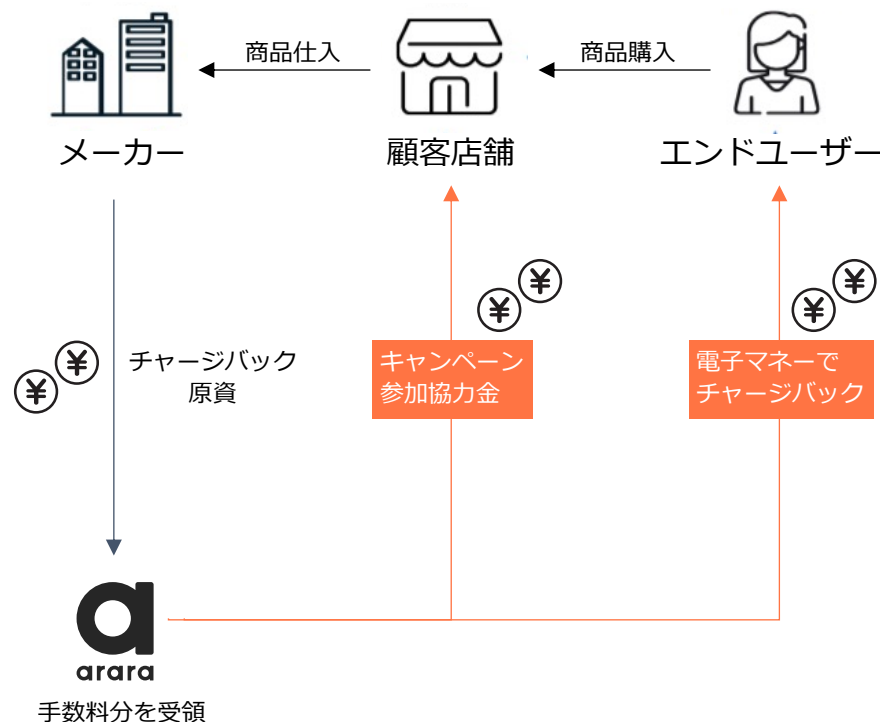 商品仕入
商品購入
メーカー
顧客店舗
エンドユーザー
¥
¥
¥
¥
¥
¥
チャージバック
原資
キャンペーン
参加協力金
電子マネーで
チャージバック
a
arara
手数料分を受領